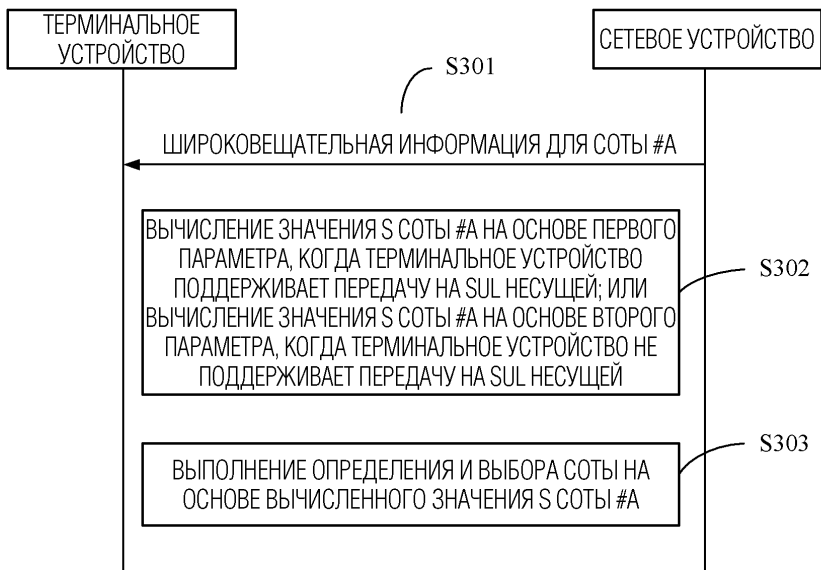 ТЕРМИНАЛЬНОЕ
УСТРОЙСТВО
СЕТЕВОЕ УСТРОЙСТВО
S301
ШИРОКОВЕЩАТЕЛЬНАЯ ИНФОРМАЦИЯ ДЛЯ СОТЫ #A
ВЫЧИСЛЕНИЕ ЗНАЧЕНИЯ S СОТЫ #A НА ОСНОВЕ ПЕРВОГО
ПАРАМЕТРА, КОГДА ТЕРМИНАЛЬНОЕ УСТРОЙСТВО
ПОДДЕРЖИВАЕТ ПЕРЕДАЧУ НА SUL НЕСУЩЕЙ; ИЛИ
ВЫЧИСЛЕНИЕ ЗНАЧЕНИЯ S СОТЫ #A НА ОСНОВЕ ВТОРОГО
ПАРАМЕТРА, КОГДА ТЕРМИНАЛЬНОЕ УСТРОЙСТВО НЕ
ПОДДЕРЖИВАЕТ ПЕРЕДАЧУ НА SUL НЕСУЩЕЙ
S302
S303
ВЫПОЛНЕНИЕ ОПРЕДЕЛЕНИЯ И ВЫБОРА СОТЫ НА
ОСНОВЕ ВЫЧИСЛЕННОГО ЗНАЧЕНИЯ S СОТЫ #A